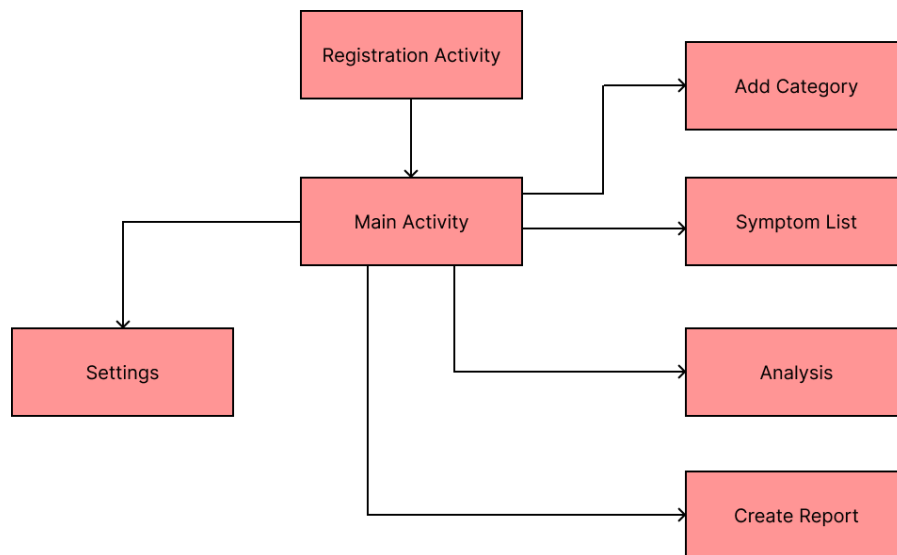 Registration Activity
Add Category
Main Activity
Symptom List
Settings
Analysis
Create Report